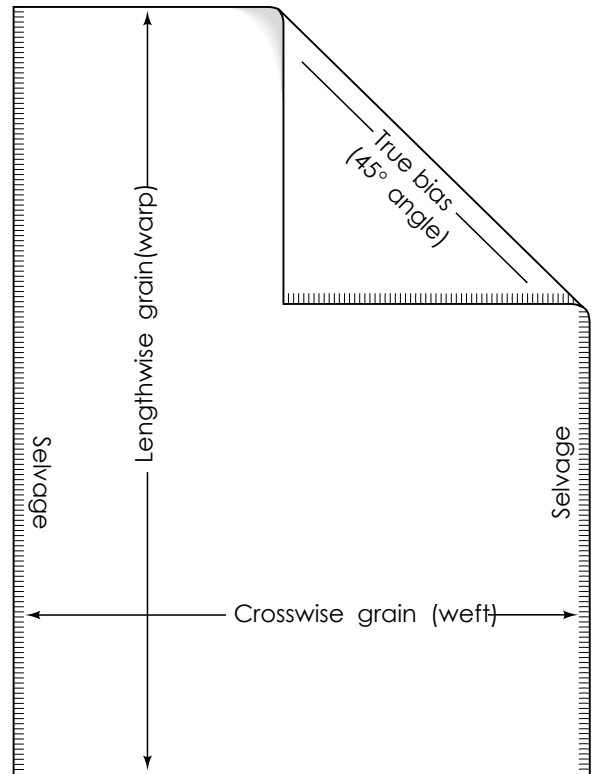 True bias
(45° angle)
Lengthwise grain(warp)
Selvage
Selvage
Crosswise grain (weft)